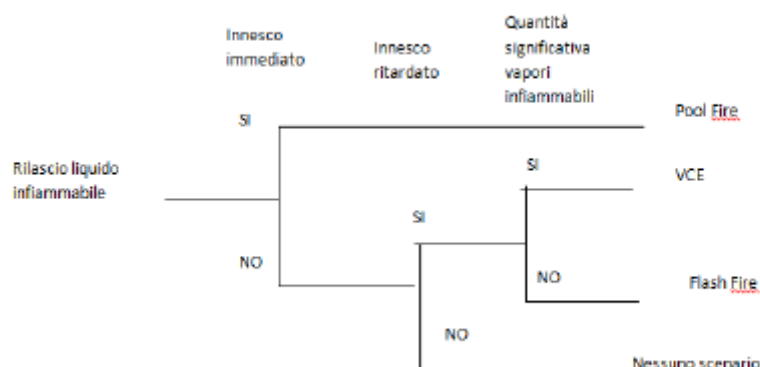 Innesco
immediato
Innesco
ritardato
Quantità
significativa
vapori
infiammabili
SI
Pool Fire
Rilascio liquido
infiammabile
SI
VCE
SI
NO
NO
Flash Fire
NO
Nessuno scenario